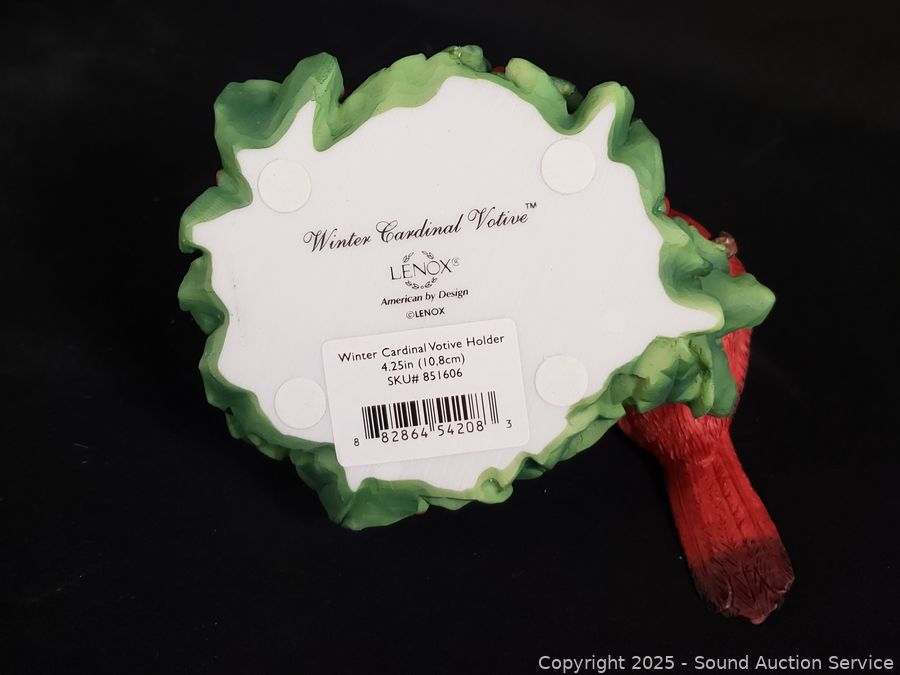 Winter Cardinal Votive™
LENOX®
American by Design
©LENOX
Winter Cardinal Votive Holder
4.25in (10.8cm)
SKU# 851606
8 82864 54208 3
Copyright 2025 - Sound Auction Service